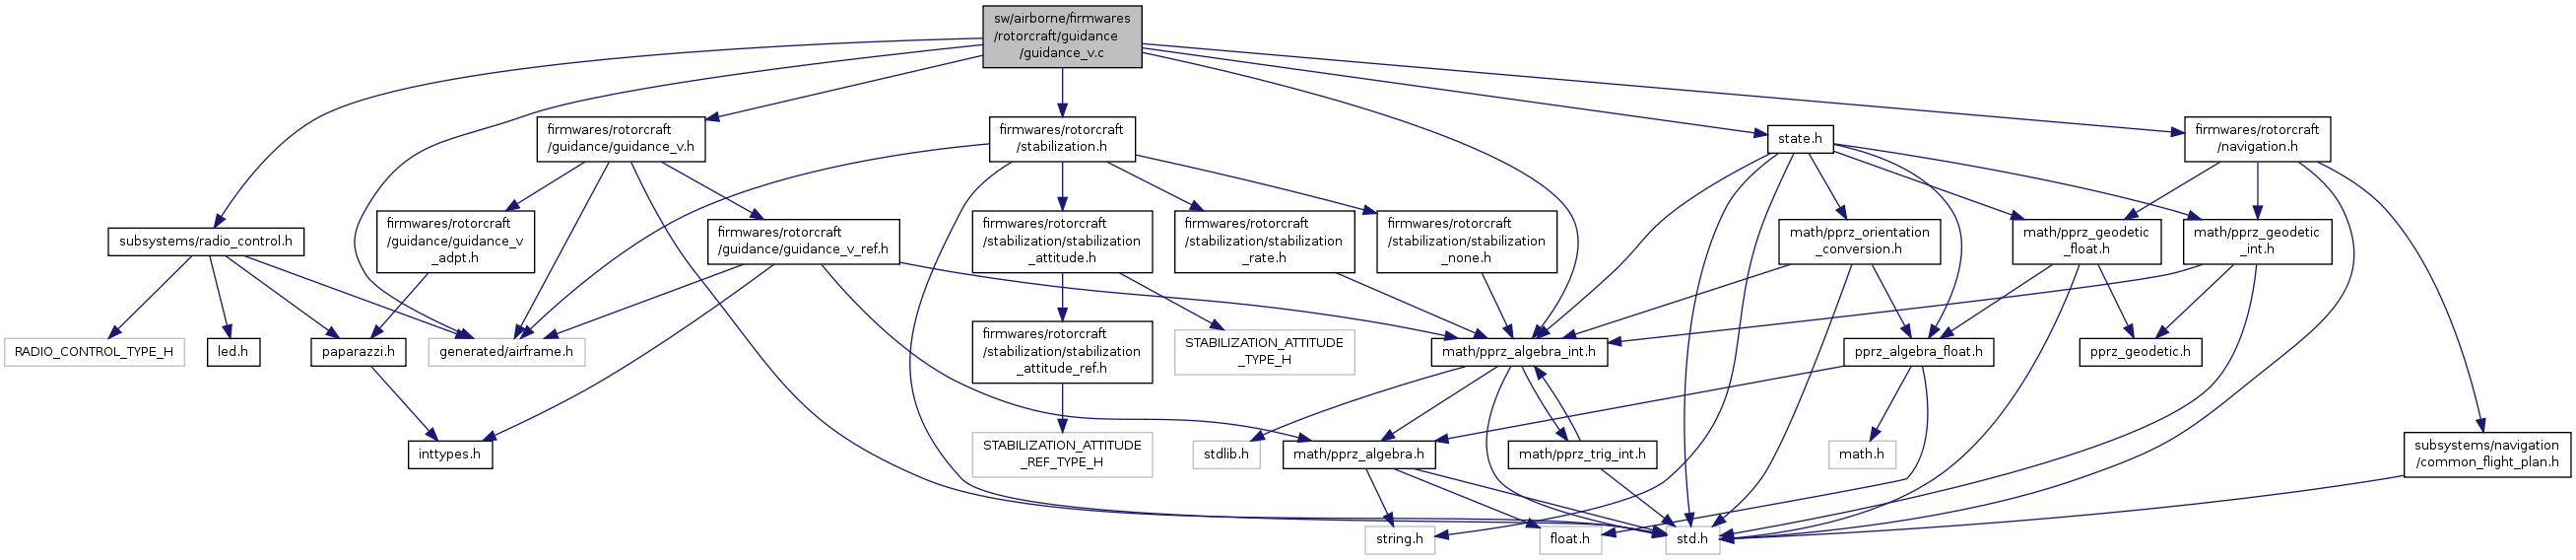 sw/airborne/firmwares
/rotorcraft/guidance
/guidance_v.c
firmwares/rotorcraft
/guidance/guidance_v.h
firmwares/rotorcraft
/stabilization.h
state.h
firmwares/rotorcraft
/navigation.h
subsystems/radio_control.h
firmwares/rotorcraft
/guidance/guidance_v
_adpt.h
firmwares/rotorcraft
/guidance/guidance_v_ref.h
firmwares/rotorcraft
/stabilization/stabilization
_attitude.h
firmwares/rotorcraft
/stabilization/stabilization
_rate.h
firmwares/rotorcraft
/stabilization/stabilization
_none.h
math/pprz_orientation
_conversion.h
math/pprz_geodetic
_float.h
math/pprz_geodetic
_int.h
RADIO_CONTROL_TYPE_H
led.h
paparazzi.h
generated/airframe.h
firmwares/rotorcraft
/stabilization/stabilization
_attitude_ref.h
STABILIZATION_ATTITUDE
_TYPE_H
math/pprz_algebra_int.h
pprz_algebra_float.h
pprz_geodetic.h
inttypes.h
STABILIZATION_ATTITUDE
_REF_TYPE_H
stdlib.h
math/pprz_algebra.h
math/pprz_trig_int.h
math.h
subsystems/navigation
/common_flight_plan.h
string.h
float.h
std.h